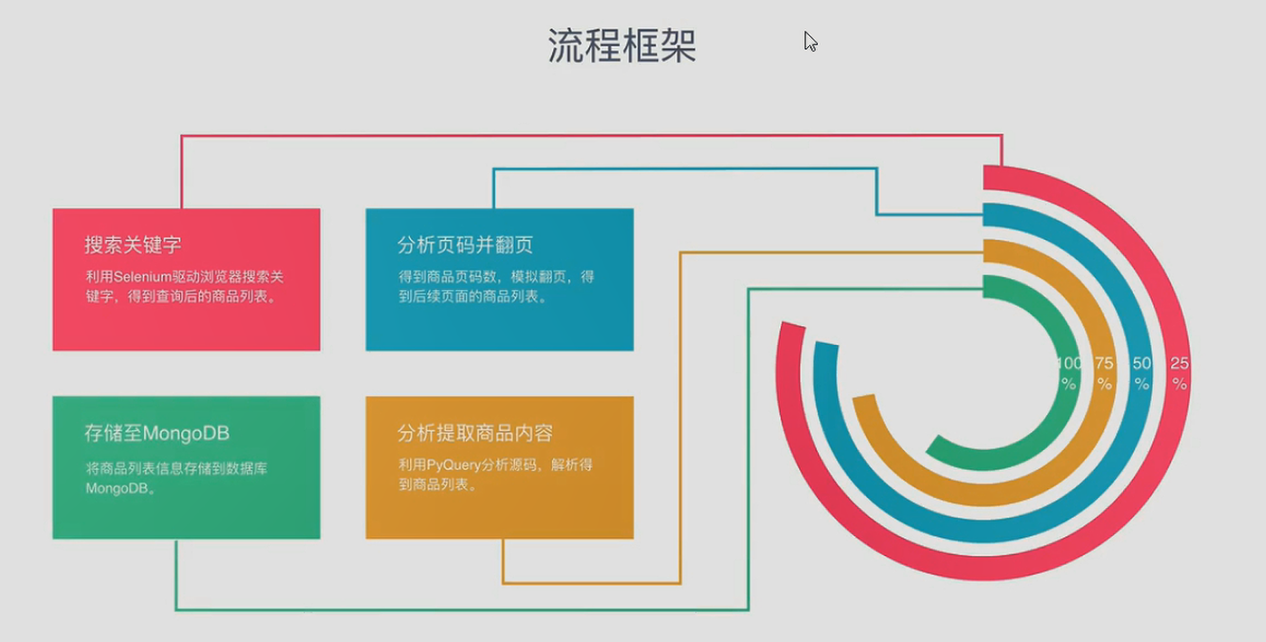 流程框架
搜索关键字
利用Selenium驱动浏览器搜索关
键字，得到查询后的商品列表。
分析页码并翻页
得到商品页码数，模拟翻页，得
到后续页面的商品列表。
存储至MongoDB
将商品列表信息存储到数据库
MongoDB。
分析提取商品内容
利用PyQuery分析源码，解析得
到商品列表。
100
%
75
%
50
%
25
%